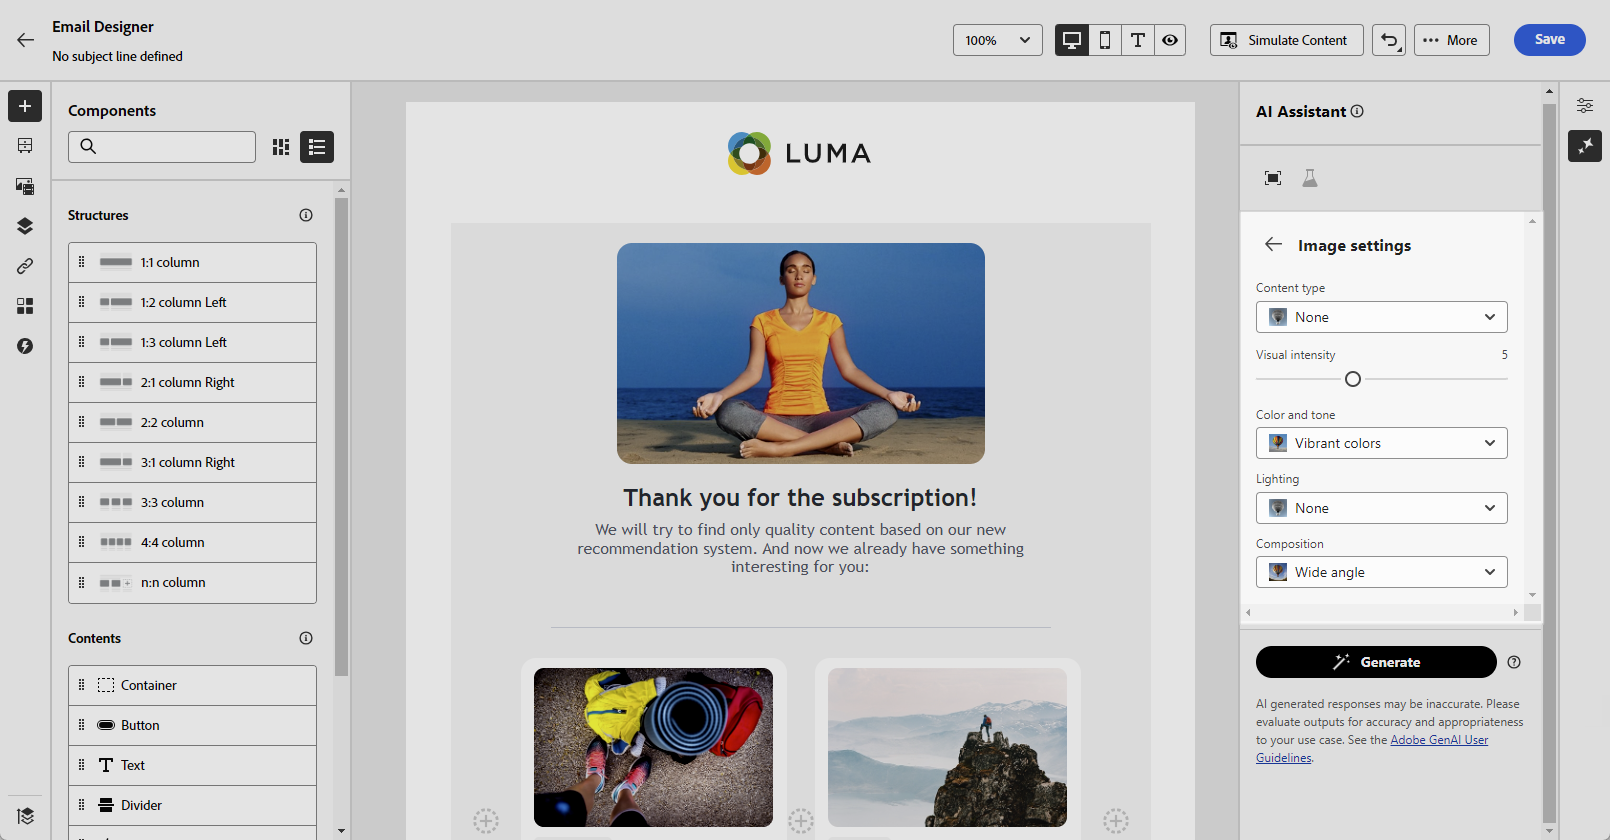 Email Designer
No subject line defined
100%
Simulate Content
More
Save
Components
Structures
1:1 column
1:2 column Left
1:3 column Left
2:1 column Right
2:2 column
3:1 column Right
3:3 column
4:4 column
n:n column
Contents
Container
Button
Text
Divider
LUMA
Thank you for the subscription!
We will try to find only quality content based on our new
recommendation system. And now we already have something
interesting for you:
AI Assistant
Image settings
Content type
None
Visual intensity 5
Color and tone
Vibrant colors
Lighting
None
Composition
Wide angle
Generate
AI generated responses may be inaccurate. Please
evaluate outputs for accuracy and appropriateness
to your use case. See the Adobe GenAI User
Guidelines.